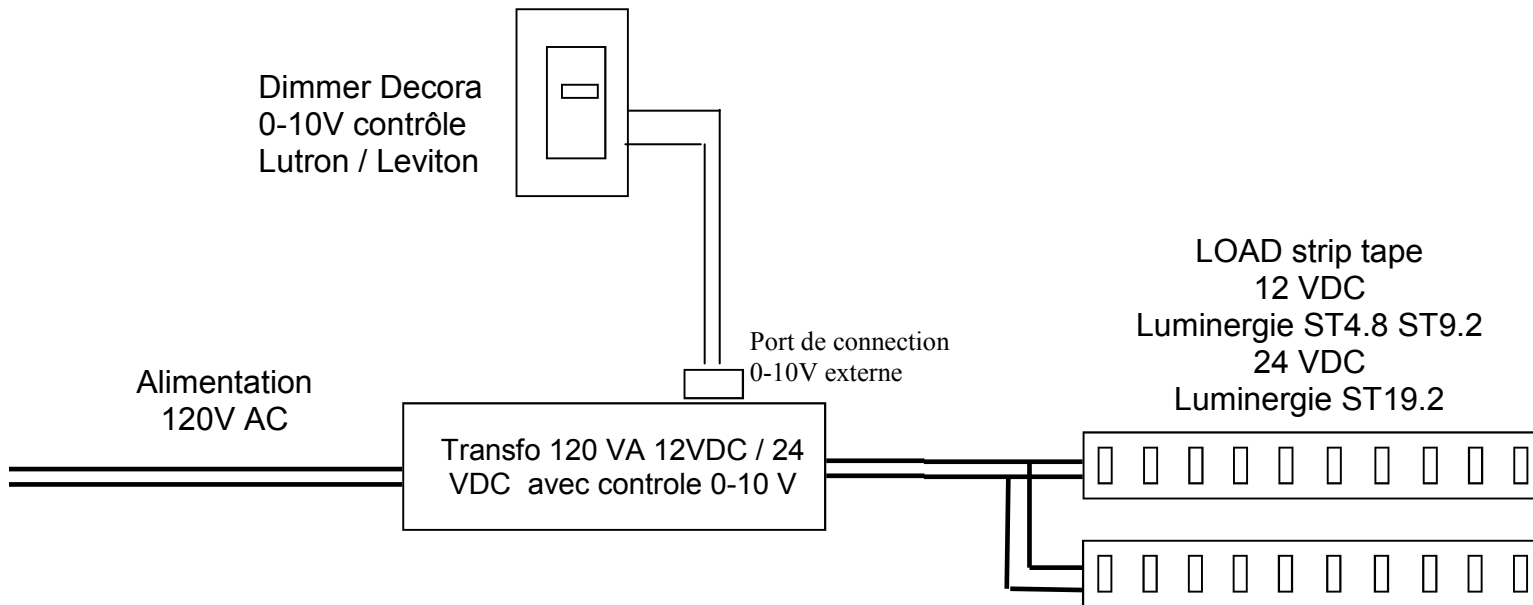 Dimmer Decora
0-10V contrôle
Lutron / Leviton
LOAD strip tape
12 VDC
Luminergie ST4.8 ST9.2
24 VDC
Luminergie ST19.2
Port de connection
0-10V externe
Alimentation
120V AC
Transfo 120 VA 12VDC / 24
VDC avec controle 0-10 V